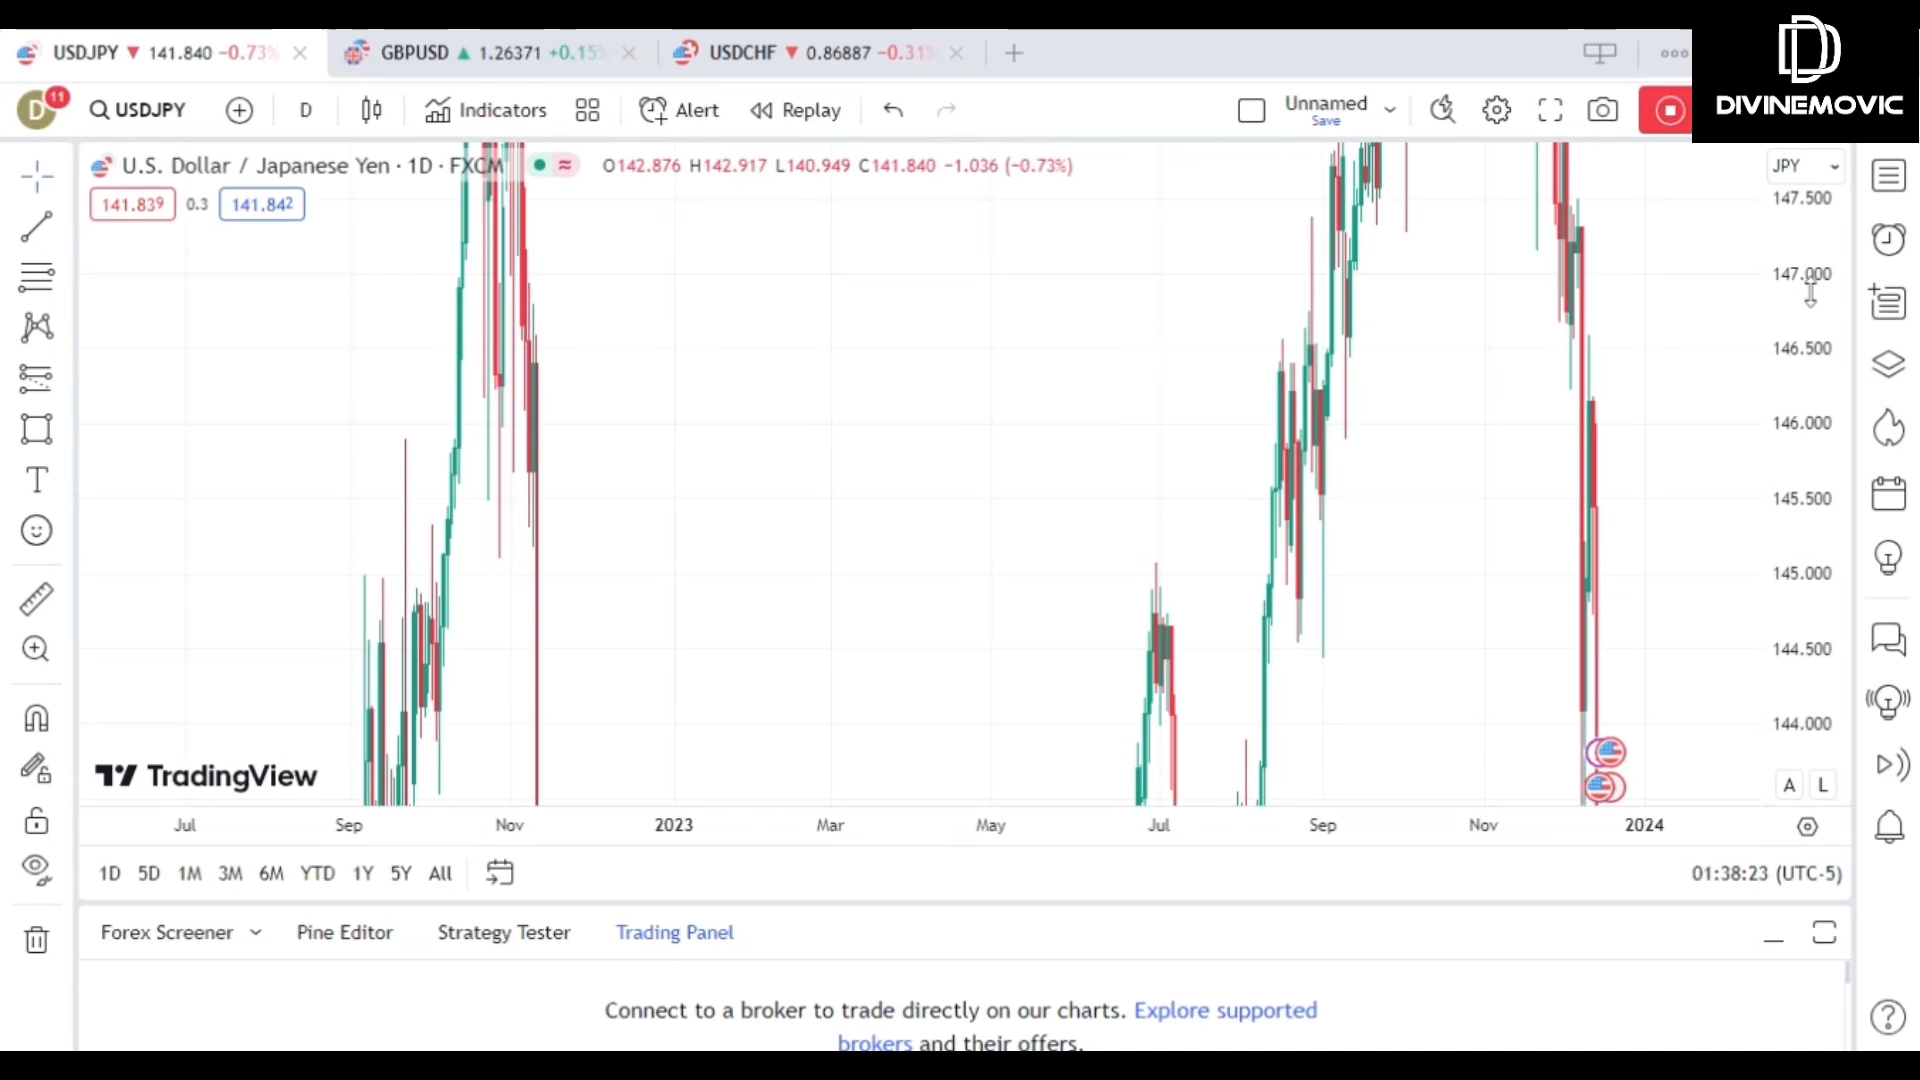 USDJPY 141.840 −0.73%
GBPUSD 1.26371 +0.15%
USDCHF 0.86887 −0.31%
DIVINEMOVIC
D 11
USDJPY D Indicators Alert Replay Unnamed
Save
U.S. Dollar / Japanese Yen · 1D · FXCM O142.876 H142.917 L140.949 C141.840 −1.036 (−0.73%) JPY
141.839 0.3 141.842
147.500
147.000
146.500
146.000
145.500
145.000
144.500
144.000
TradingView
A L
Jul Sep Nov 2023 Mar May Jul Sep Nov 2024
1D 5D 1M 3M 6M YTD 1Y 5Y All 01:38:23 (UTC-5)
Forex Screener Pine Editor Strategy Tester Trading Panel
Connect to a broker to trade directly on our charts. Explore supported
brokers and their offers.